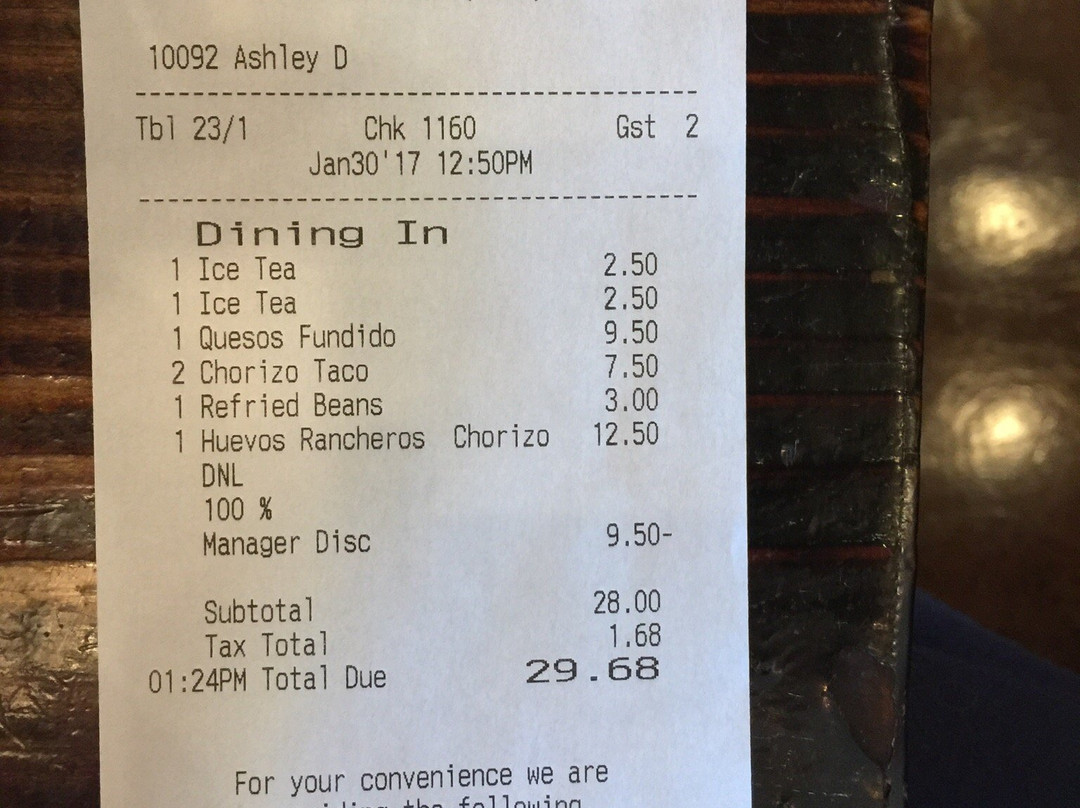 10092 Ashley D
Tbl 23/1 Chk 1160 Gst 2
Jan30'17 12:50PM
Dining In
1 Ice Tea 2.50
1 Ice Tea 2.50
1 Quesos Fundido 9.50
2 Chorizo Taco 7.50
1 Refried Beans 3.00
1 Huevos Rancheros Chorizo 12.50
DNL
100 %
Manager Disc 9.50-
Subtotal 28.00
Tax Total 1.68
01:24PM Total Due 29.68
For your convenience we are
the following